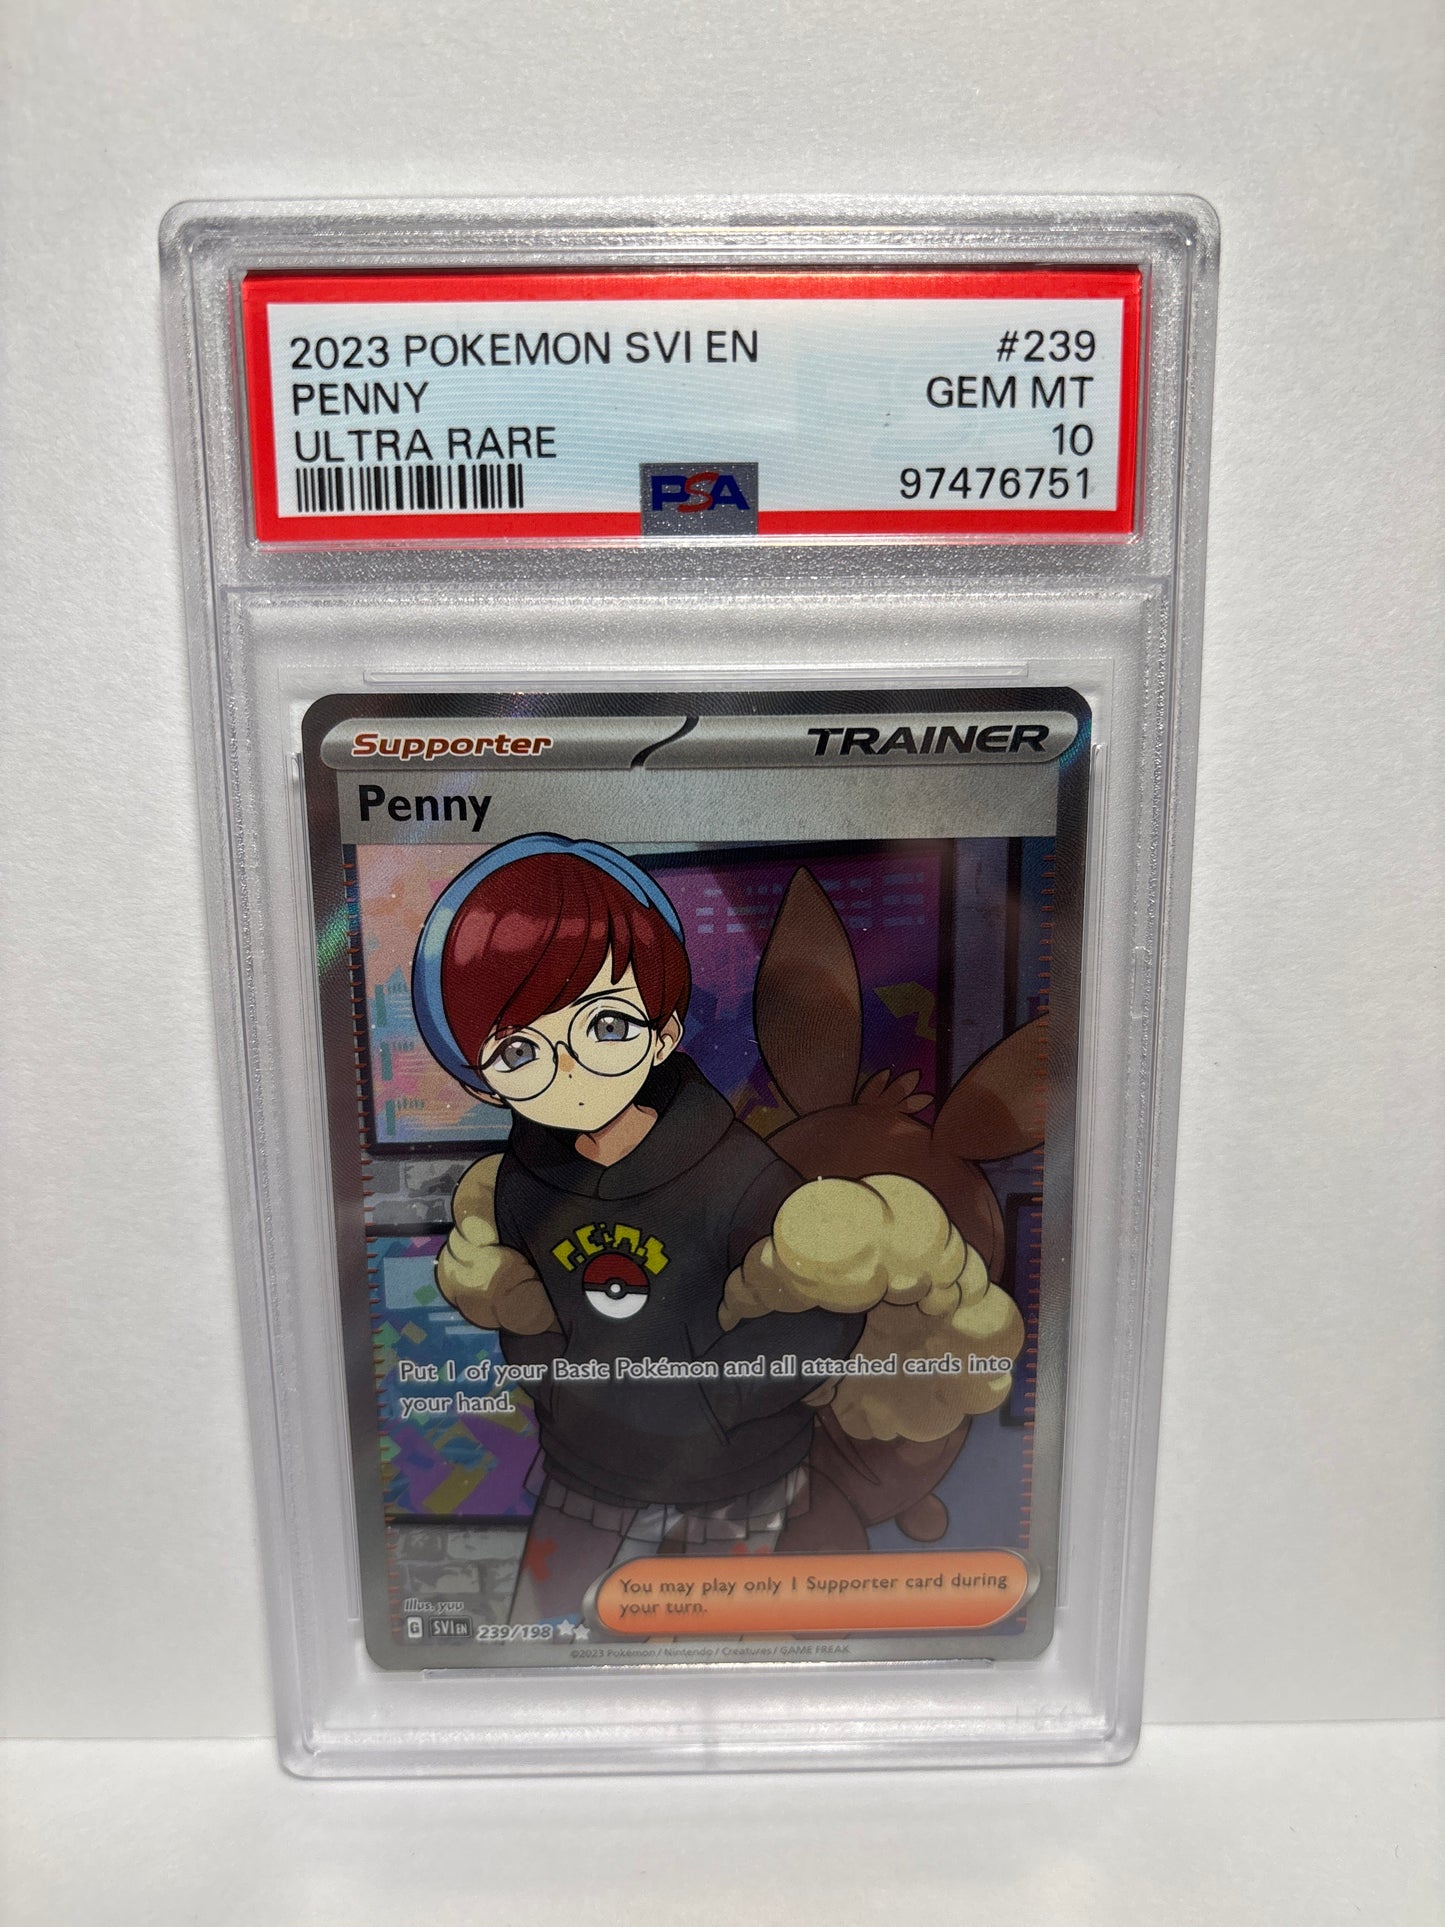 2023 POKEMON SVI EN #239
PENNY GEM MT
ULTRA RARE 10
PSA 97476751
Supporter TRAINER
Penny
Put 1 of your Basic Pokémon and all attached cards into
your hand.
You may play only 1 Supporter card during
your turn.
Illus. yuu
G SVI EN 239/198
©2023 Pokémon / Nintendo / Creatures / GAME FREAK